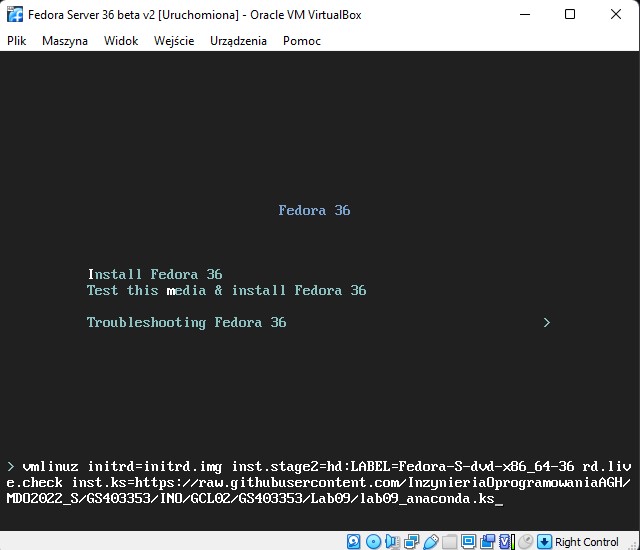 Fedora Server 36 beta v2 [Uruchomiona] - Oracle VM VirtualBox
Plik Maszyna Widok Wejście Urządzenia Pomoc
Fedora 36
Install Fedora 36
Test this media & install Fedora 36
Troubleshooting Fedora 36 >
> vmlinuz initrd=initrd.img inst.stage2=hd:LABEL=Fedora-S-dvd-x86_64-36 rd.liv
e.check inst.ks=https://raw.githubusercontent.com/InzynieriaOprogramowaniaAGH/
MDO2022_S/GS403353/INO/GCL02/GS403353/Lab09/lab09_anaconda.ks_
Right Control